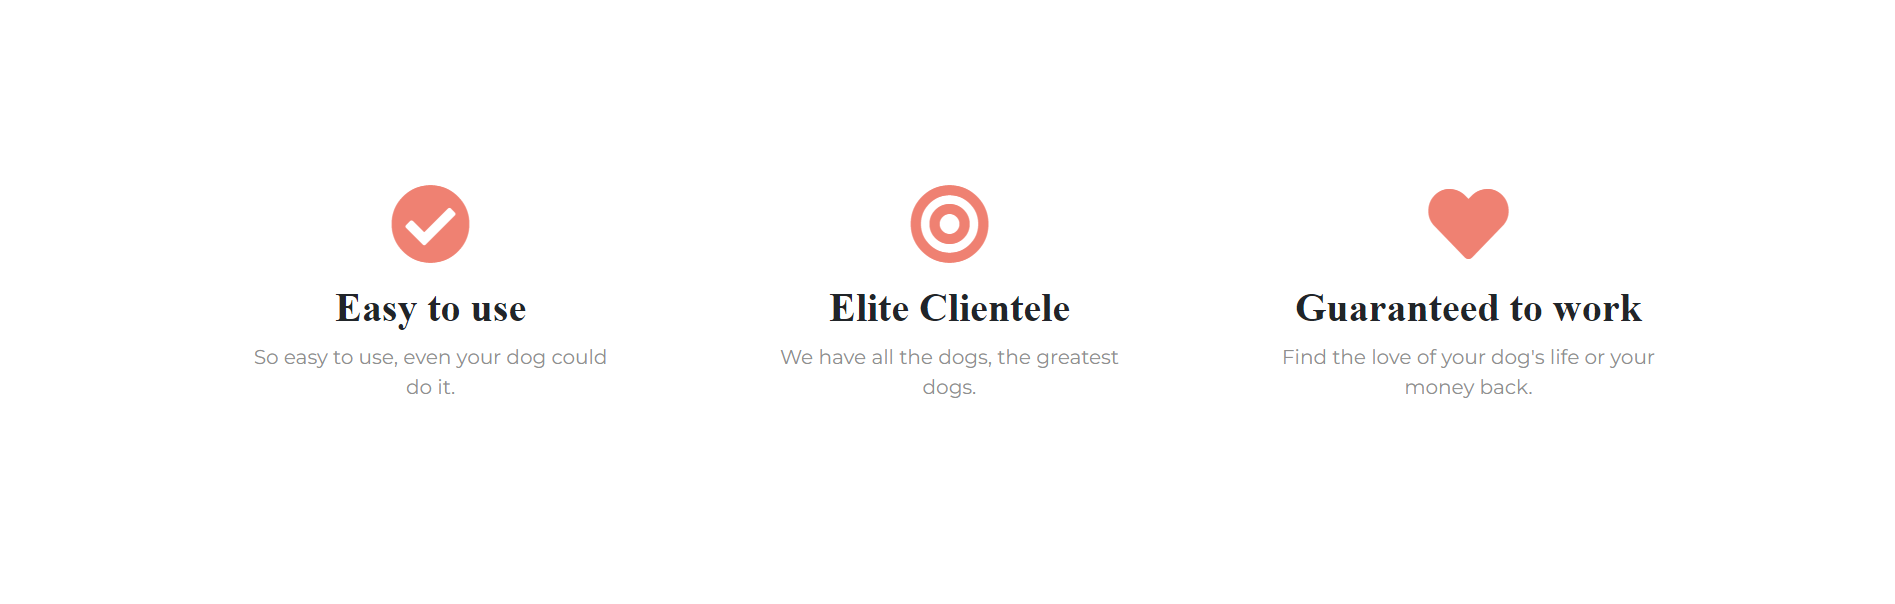 Easy to use
So easy to use, even your dog could
do it.
Elite Clientele
We have all the dogs, the greatest
dogs.
Guaranteed to work
Find the love of your dog's life or your
money back.